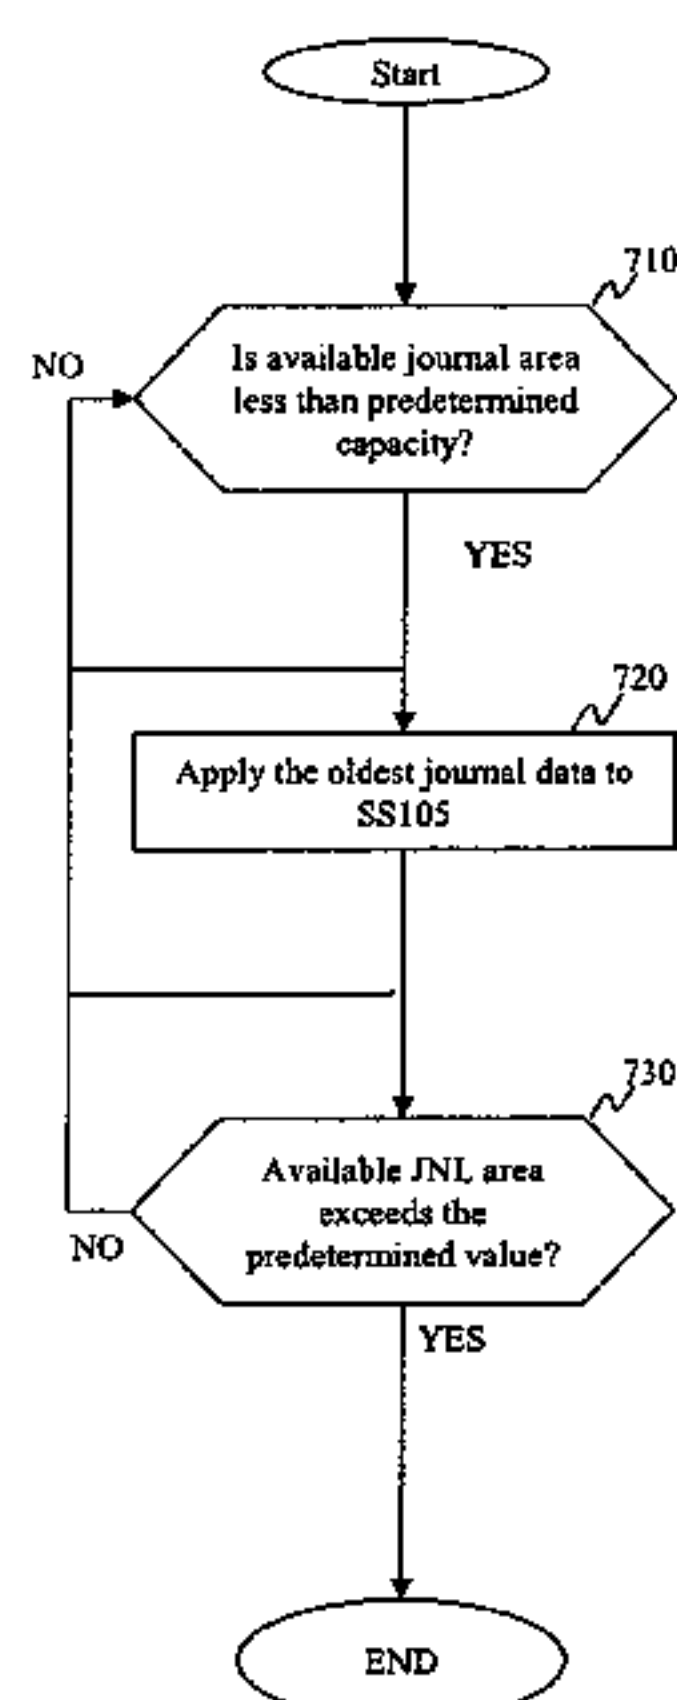 Start
710
Is available journal area
less than predetermined
capacity?
NO
YES
720
Apply the oldest journal data to
SS105
730
Available JNL area
exceeds the
predetermined value?
NO
YES
END